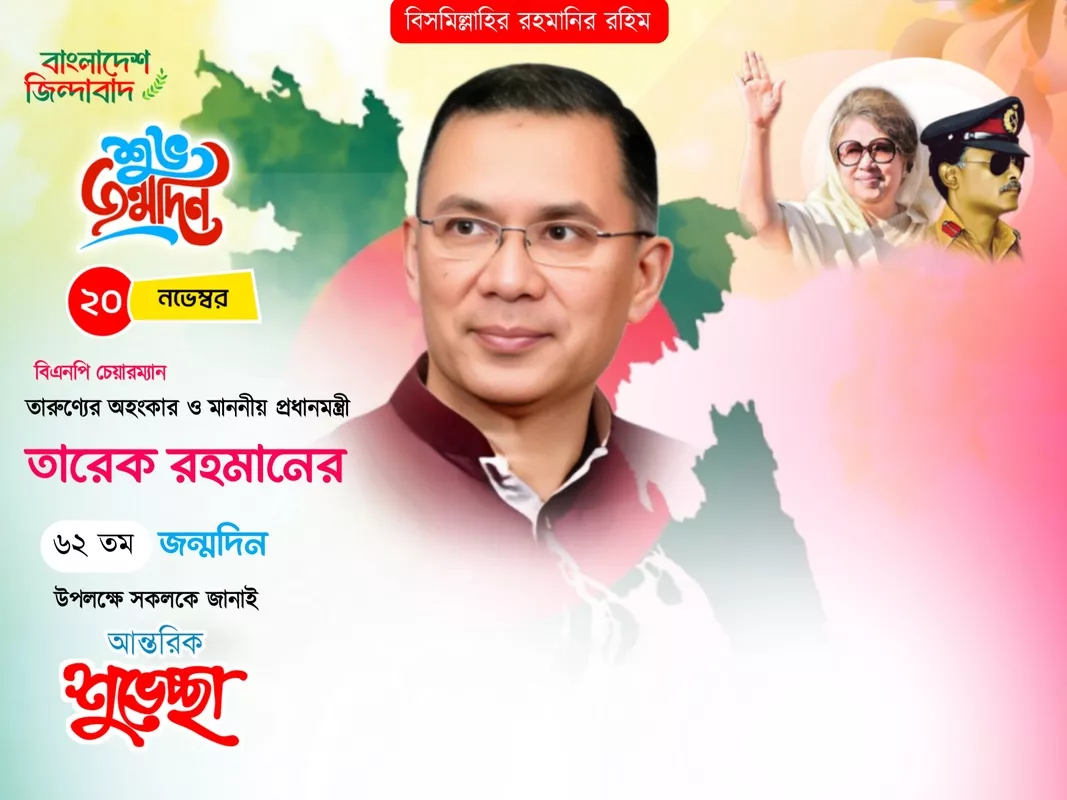 বিসমিল্লাহির রহমানির রহিম
বাংলাদেশ
জিন্দাবাদ
শুভ
জন্মদিন
২০ নভেম্বর
বিএনপি চেয়ারম্যান
তারুণ্যের অহংকার ও মাননীয় প্রধানমন্ত্রী
তারেক রহমানের
৬২ তম জন্মদিন
উপলক্ষে সকলকে জানাই
আন্তরিক
শুভেচ্ছা